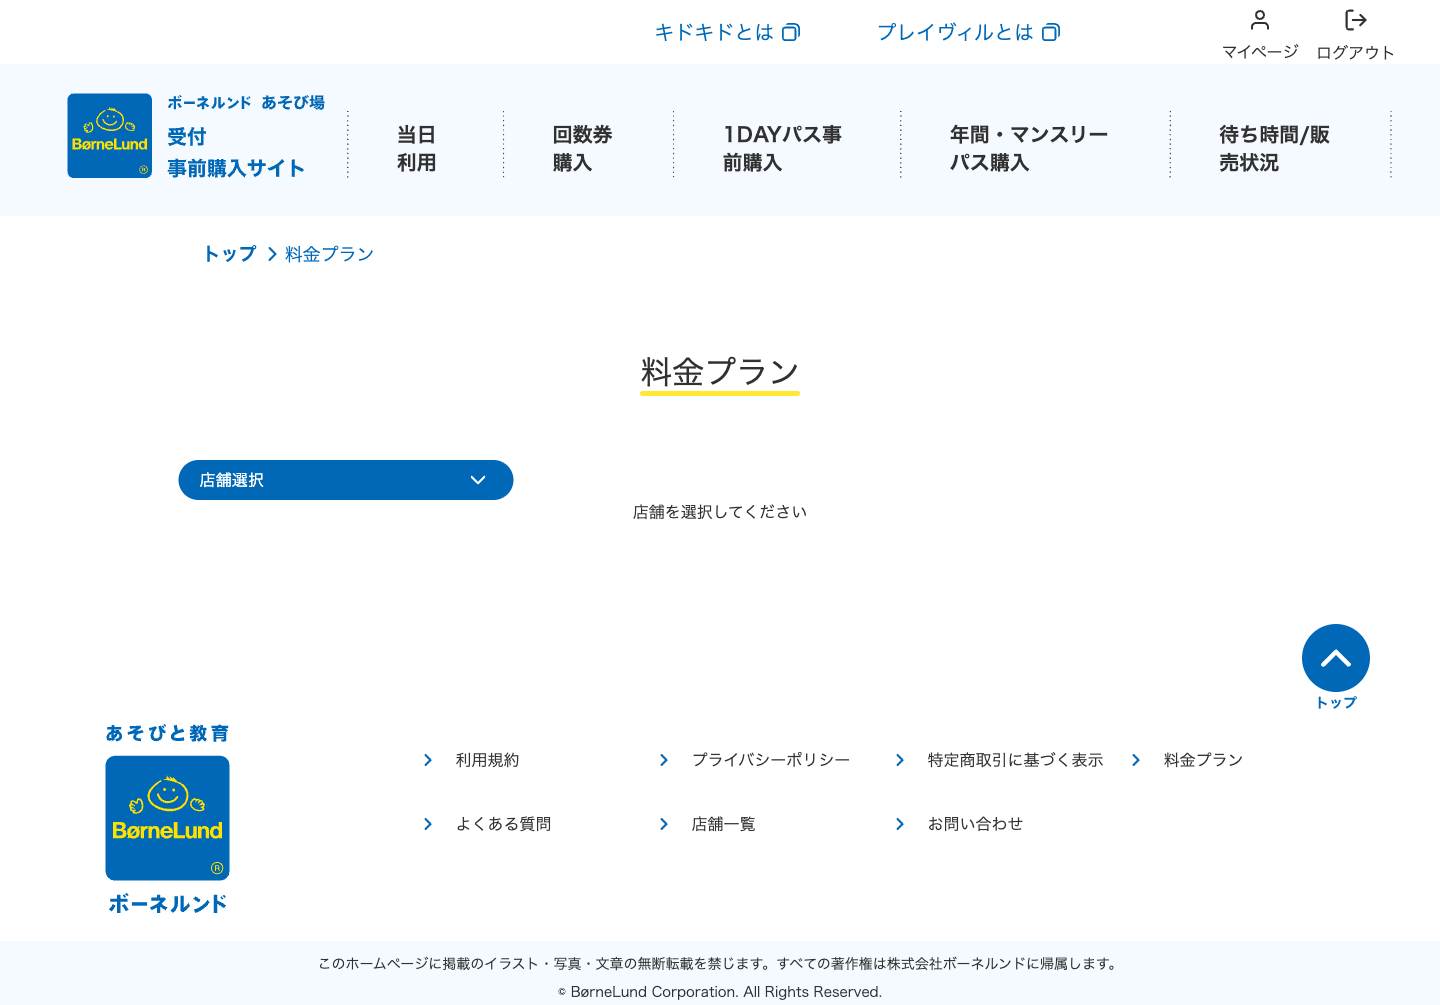 キドキドとは
プレイヴィルとは
マイページ
ログアウト
BørneLund
®
ボーネルンド あそび場
受付
事前購入サイト
当日
利用
回数券
購入
1DAYパス事
前購入
年間・マンスリー
パス購入
待ち時間/販
売状況
トップ
料金プラン
料金プラン
店舗選択
店舗を選択してください
トップ
あそびと教育
BørneLund
®
ボーネルンド
利用規約
プライバシーポリシー
特定商取引に基づく表示
料金プラン
よくある質問
店舗一覧
お問い合わせ
このホームページに掲載のイラスト・写真・文章の無断転載を禁じます。すべての著作権は株式会社ボーネルンドに帰属します。
© BørneLund Corporation. All Rights Reserved.